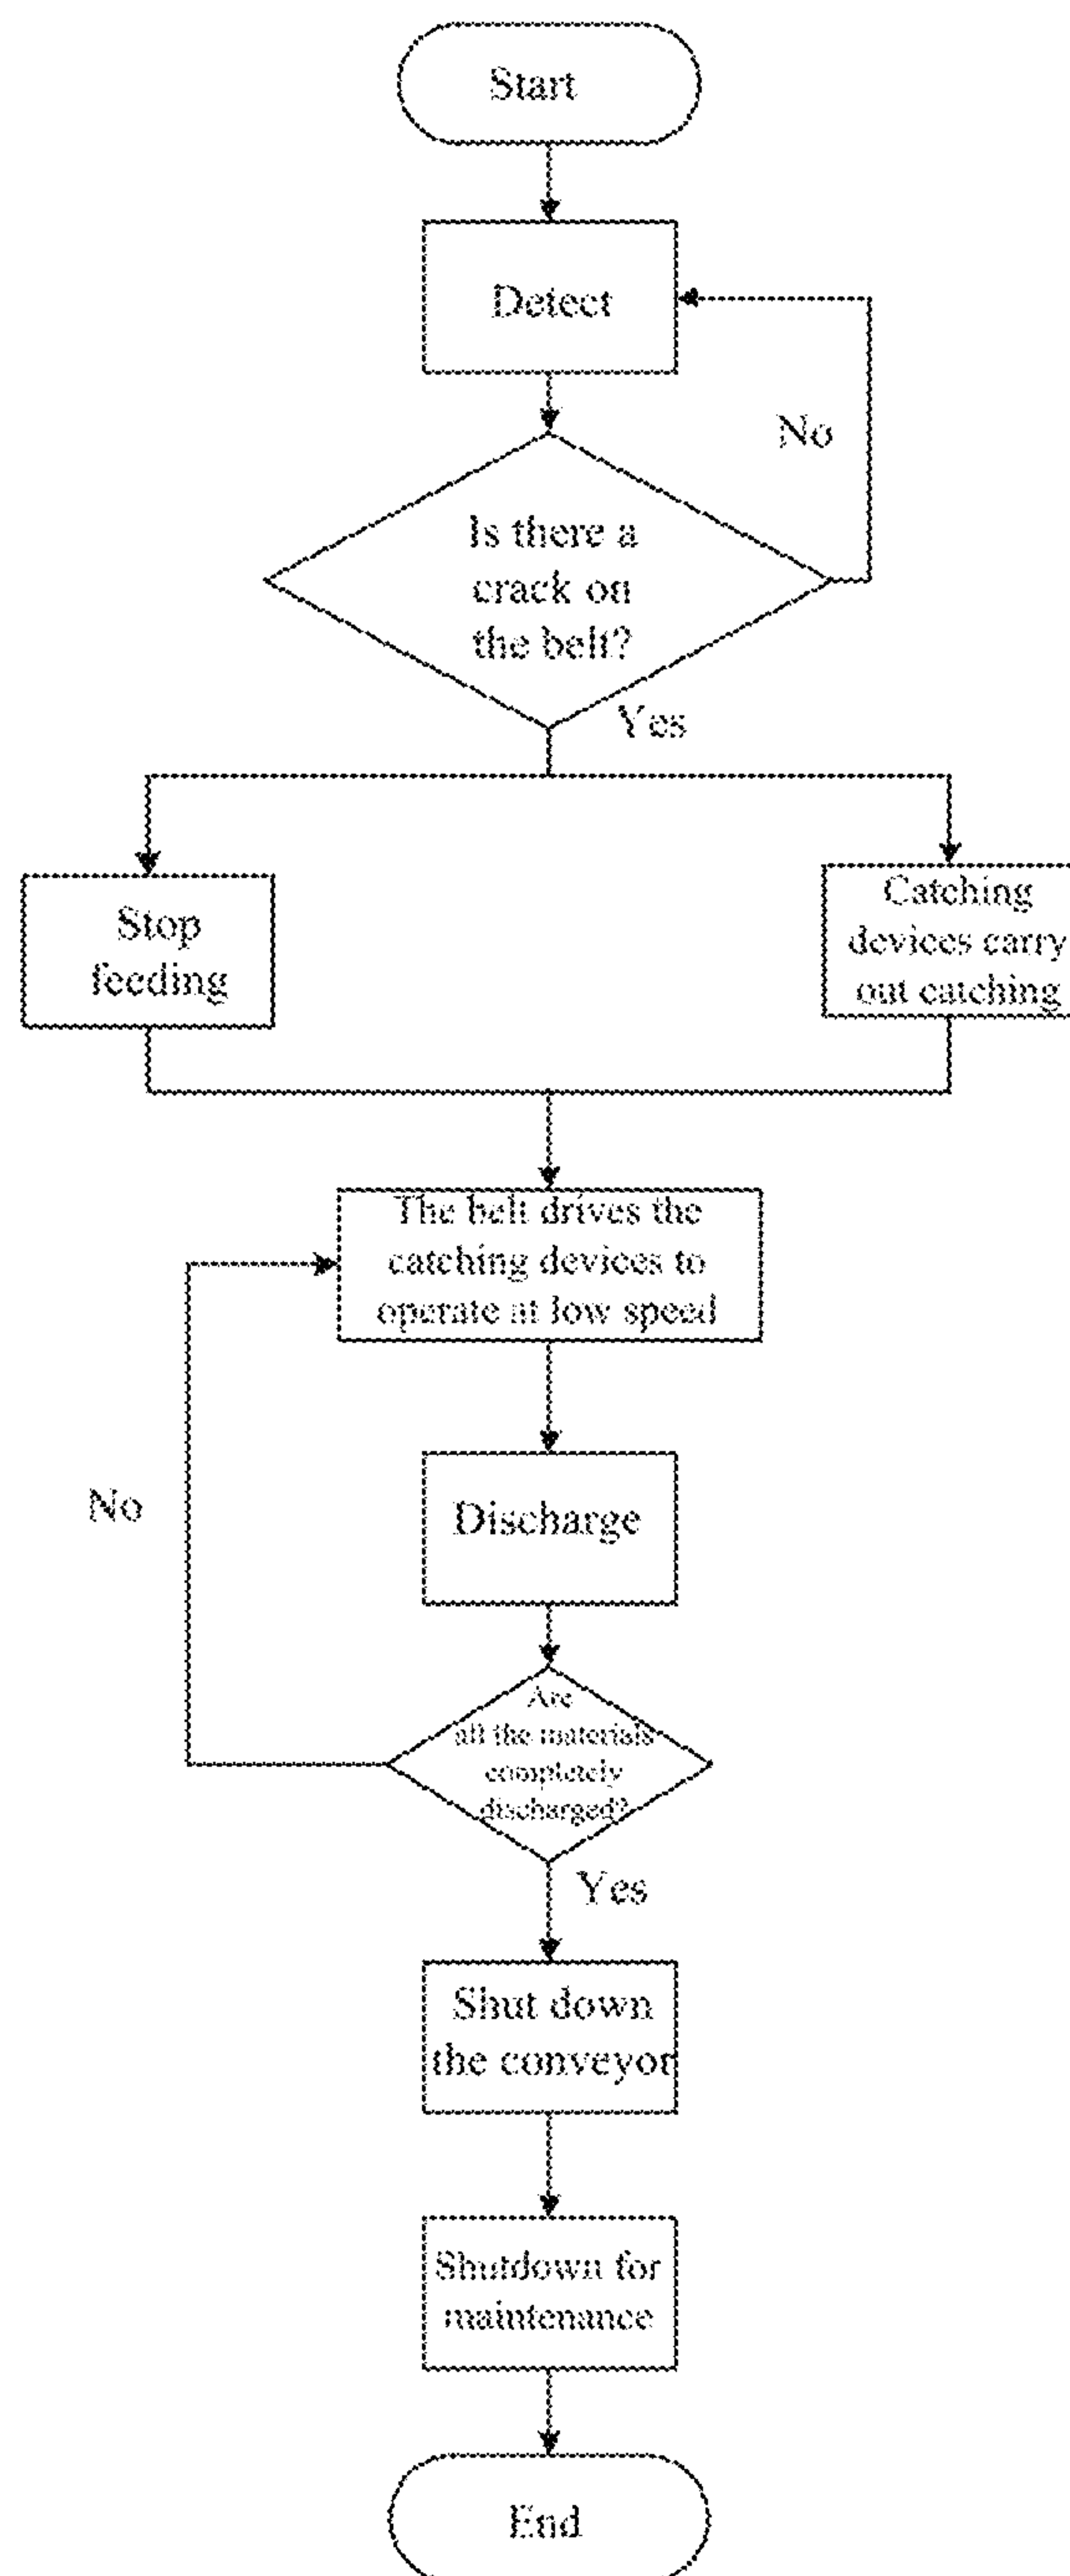 Start
Detect
No
Is there a
crack on
the belt?
Yes
Stop
feeding
Catching
devices carry
out catching
The belt drives the
catching devices to
operate at low speed
No
Discharge
Are
all the materials
completely
discharged?
Yes
Shut down
the conveyor
Shutdown for
maintenance
End